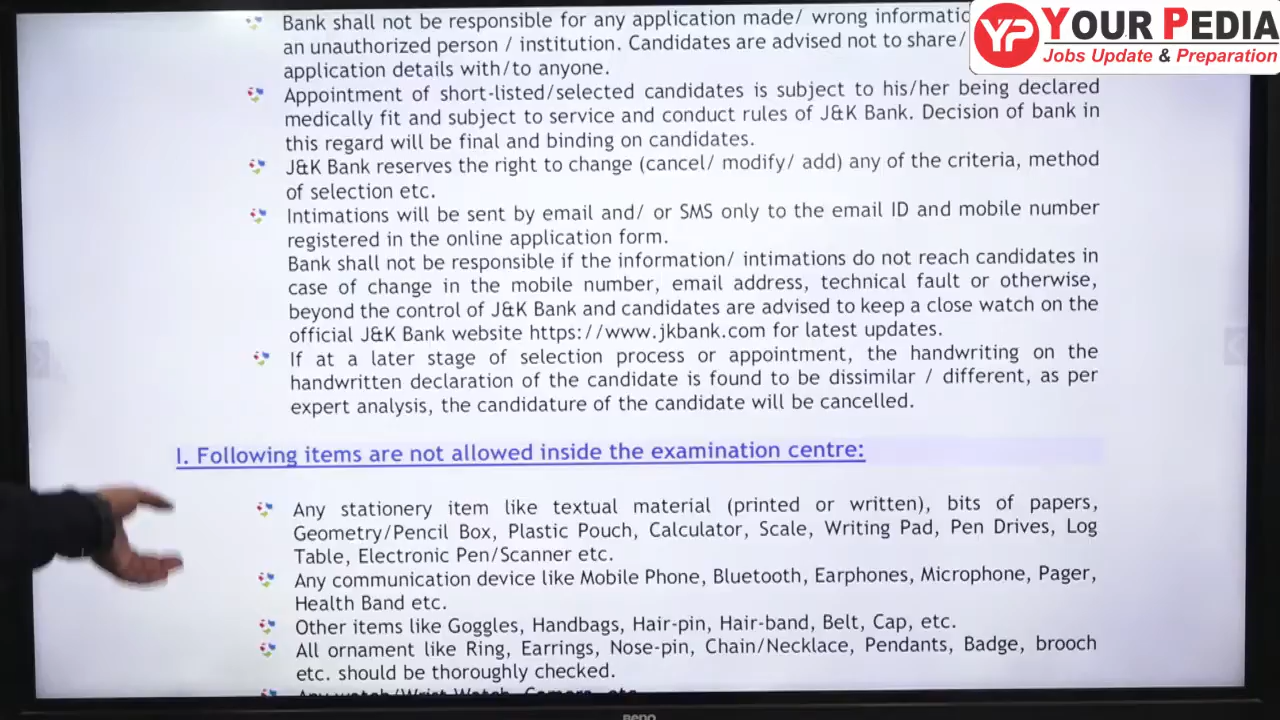 Bank shall not be responsible for any application made/ wrong
an unauthorized person / institution. Candidates are advised not to share/
application details with/to anyone.
Appointment of short-listed/selected candidates is subject to his/her being declared
medically fit and subject to service and conduct rules of J&K Bank. Decision of bank in
this regard will be final and binding on candidates.
J&K Bank reserves the right to change (cancel/ modify/ add) any of the criteria, method
of selection etc.
Intimations will be sent by email and/ or SMS only to the email ID and mobile number
registered in the online application form.
Bank shall not be responsible if the information/ intimations do not reach candidates in
case of change in the mobile number, email address, technical fault or otherwise,
beyond the control of J&K Bank and candidates are advised to keep a close watch on the
official J&K Bank website https://www.jkbank.com for latest updates.
If at a later stage of selection process or appointment, the handwriting on the
handwritten declaration of the candidate is found to be dissimilar / different, as per
expert analysis, the candidature of the candidate will be cancelled.
I. Following items are not allowed inside the examination centre:
Any stationery item like textual material (printed or written), bits of papers,
Geometry/Pencil Box, Plastic Pouch, Calculator, Scale, Writing Pad, Pen Drives, Log
Table, Electronic Pen/Scanner etc.
Any communication device like Mobile Phone, Bluetooth, Earphones, Microphone, Pager,
Health Band etc.
Other items like Goggles, Handbags, Hair-pin, Hair-band, Belt, Cap, etc.
All ornament like Ring, Earrings, Nose-pin, Chain/Necklace, Pendants, Badge, brooch
etc. should be thoroughly checked.
Any watch/Wrist Watch, Camera, etc.
YP YOUR PEDIA
Jobs Update & Preparation
BenQ